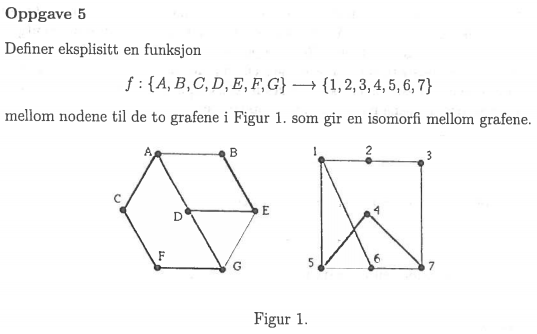 Oppgave 5
Definer eksplisitt en funksjon
f : {A, B, C, D, E, F, G} ⟶ {1, 2, 3, 4, 5, 6, 7}
mellom nodene til de to grafene i Figur 1. som gir en isomorfi mellom grafene.
A B 1 2 3
C D E 4
F G 5 6 7
Figur 1.